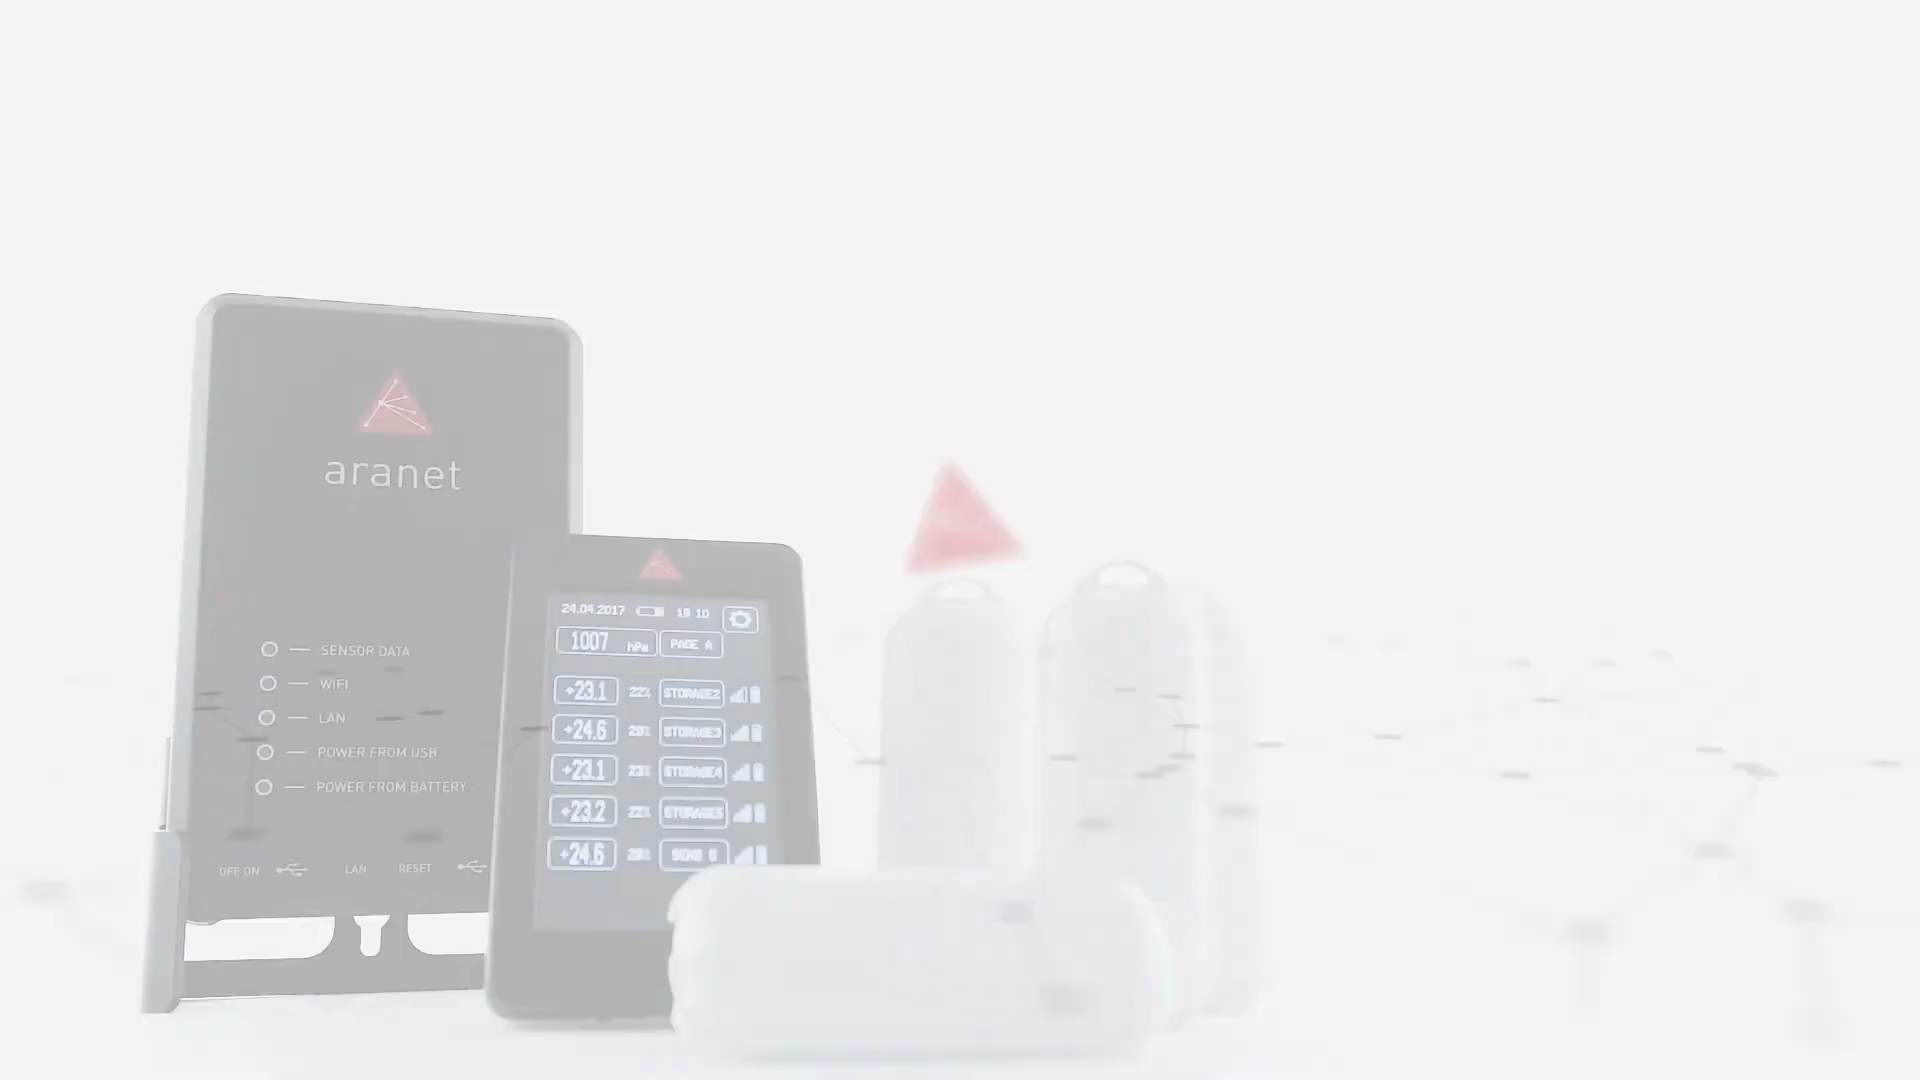 aranet
SENSOR DATA
WIFI
LAN
POWER FROM USB
POWER FROM BATTERY
OFF ON LAN RESET
24.04.2017 18 10
1007 hPa PAGE A
+23.1 22% STORAGE2
+24.6 STORAGE3
+23.1 23% STORAGE4
+23.2 22% STORAGE5
+24.6